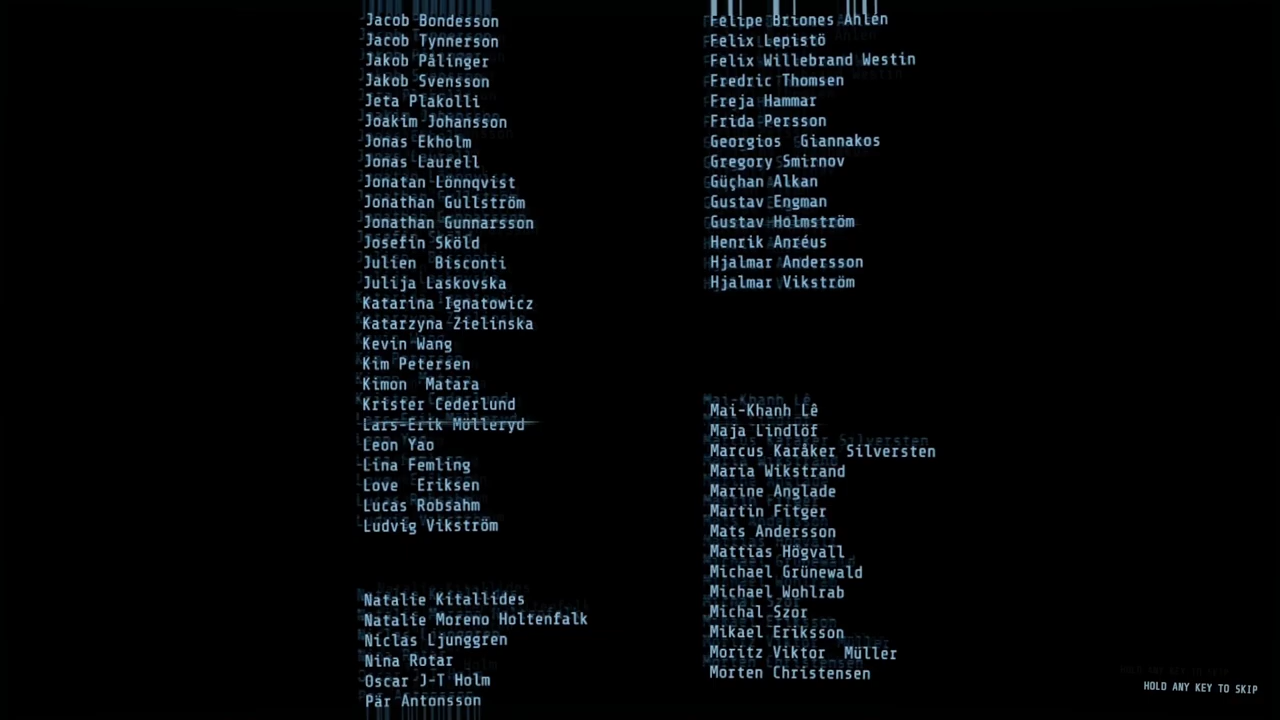 Jacob Bondesson
Jacob Tynnerson
Jakob Pålinger
Jakob Svensson
Jeta Plakolli
Joakim Johansson
Jonas Ekholm
Jonas Laurell
Jonatan Lönnqvist
Jonathan Gullström
Jonathan Gunnarsson
Josefin Sköld
Julien Bisconti
Julija Laskovska
Katarina Ignatowicz
Katarzyna Zielinska
Kevin Wang
Kim Petersen
Kimon Matara
Krister Cederlund
Lars-Erik Mölleryd
Leon Yao
Lina Femling
Love Eriksen
Lucas Robsahm
Ludvig Vikström
Natalie Kitallides
Natalie Moreno Holtenfalk
Niclas Ljunggren
Nina Rotar
Oscar J-T Holm
Pär Antonsson
Felipe Briones Ahlén
Felix Lepistö
Felix Willebrand Westin
Fredric Thomsen
Freja Hammar
Frida Persson
Georgios Giannakos
Gregory Smirnov
Güçhan Alkan
Gustav Engman
Gustav Holmström
Henrik Anréus
Hjalmar Andersson
Hjalmar Vikström
Mai-Khanh Lê
Maja Lindlöf
Marcus Karåker Silversten
Maria Wikstrand
Marine Anglade
Martin Fitger
Mats Andersson
Mattias Högvall
Michael Grünewald
Michael Wohlrab
Michal Szor
Mikael Eriksson
Moritz Viktor Müller
Morten Christensen
HOLD ANY KEY TO SKIP